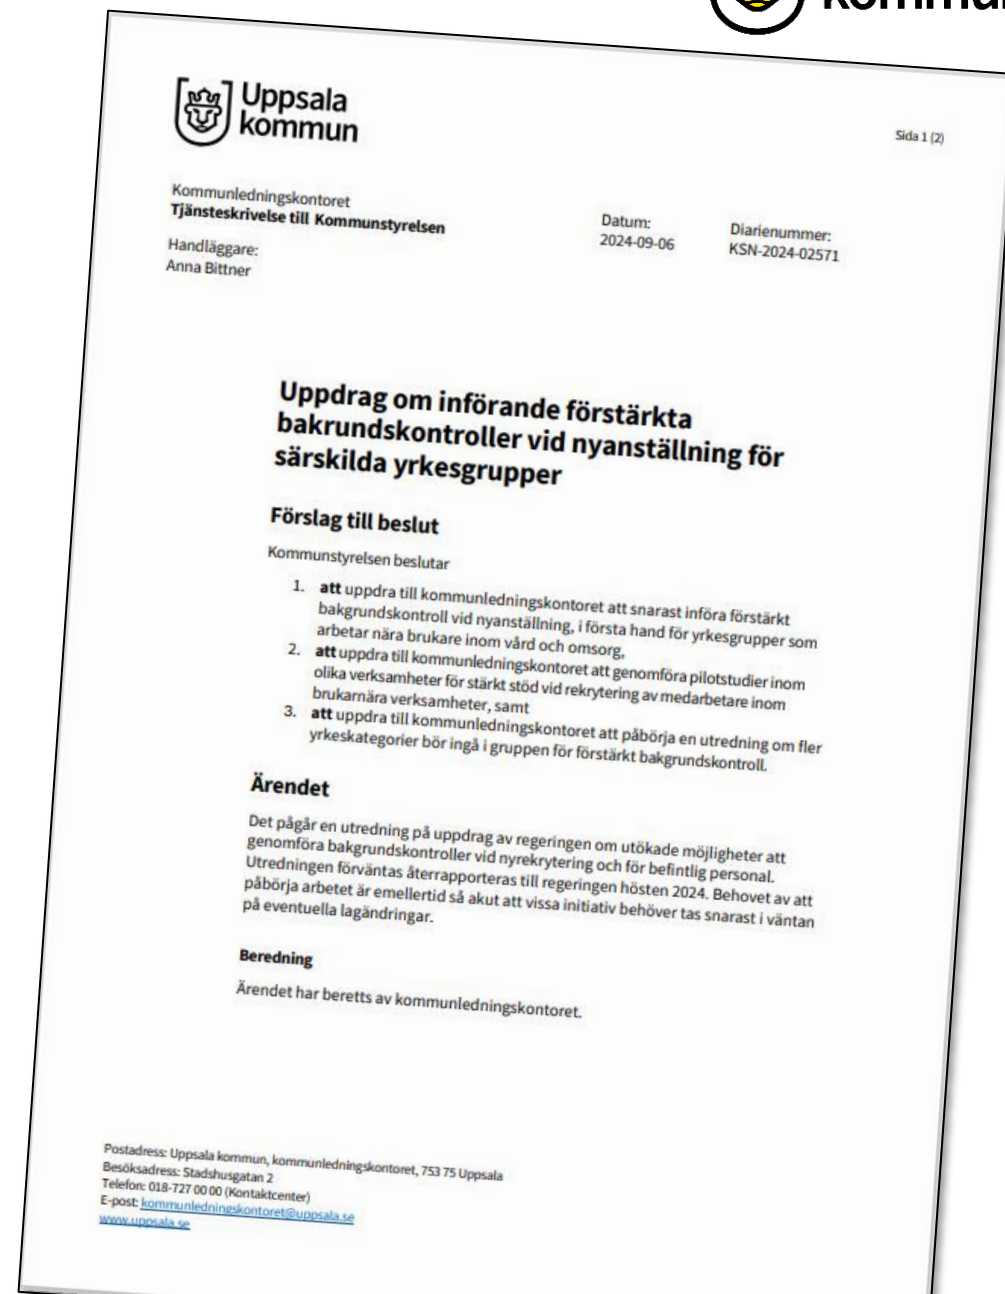 kommun
Uppsala
kommun
Sida 1 (2)
Kommunledningskontoret
Tjänsteskrivelse till Kommunstyrelsen
Datum:
2024-09-06
Diarienummer:
KSN-2024-02571
Handläggare:
Anna Bittner
Uppdrag om införande förstärkta
bakrundskontroller vid nyanställning för
särskilda yrkesgrupper
Förslag till beslut
Kommunstyrelsen beslutar
1. att uppdra till kommunledningskontoret att snarast införa förstärkt
bakgrundskontroll vid nyanställning, i första hand för yrkesgrupper som
arbetar nära brukare inom vård och omsorg,
2. att uppdra till kommunledningskontoret att genomföra pilotstudier inom
olika verksamheter för stärkt stöd vid rekrytering av medarbetare inom
brukarnära verksamheter, samt
3. att uppdra till kommunledningskontoret att påbörja en utredning om fler
yrkeskategorier bör ingå i gruppen för förstärkt bakgrundskontroll.
Ärendet
Det pågår en utredning på uppdrag av regeringen om utökade möjligheter att
genomföra bakgrundskontroller vid nyrekrytering och för befintlig personal.
Utredningen förväntas återrapporteras till regeringen hösten 2024. Behovet av att
påbörja arbetet är emellertid så akut att vissa initiativ behöver tas snarast i väntan
på eventuella lagändringar.
Beredning
Ärendet har beretts av kommunledningskontoret.
Postadress: Uppsala kommun, kommunledningskontoret, 753 75 Uppsala
Besöksadress: Stadshusgatan 2
Telefon: 018-727 00 00 (Kontaktcenter)
E-post: kommunledningskontoret@uppsala.se
www.uppsala.se